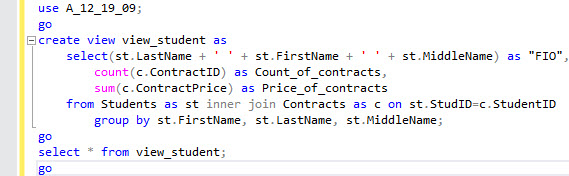 use A_12_19_09;
go
create view view_student as
select(st.LastName + ' ' + st.FirstName + ' ' + st.MiddleName) as "FIO",
count(c.ContractID) as Count_of_contracts,
sum(c.ContractPrice) as Price_of_contracts
from Students as st inner join Contracts as c on st.StudID=c.StudentID
group by st.FirstName, st.LastName, st.MiddleName;
go
select * from view_student;
go